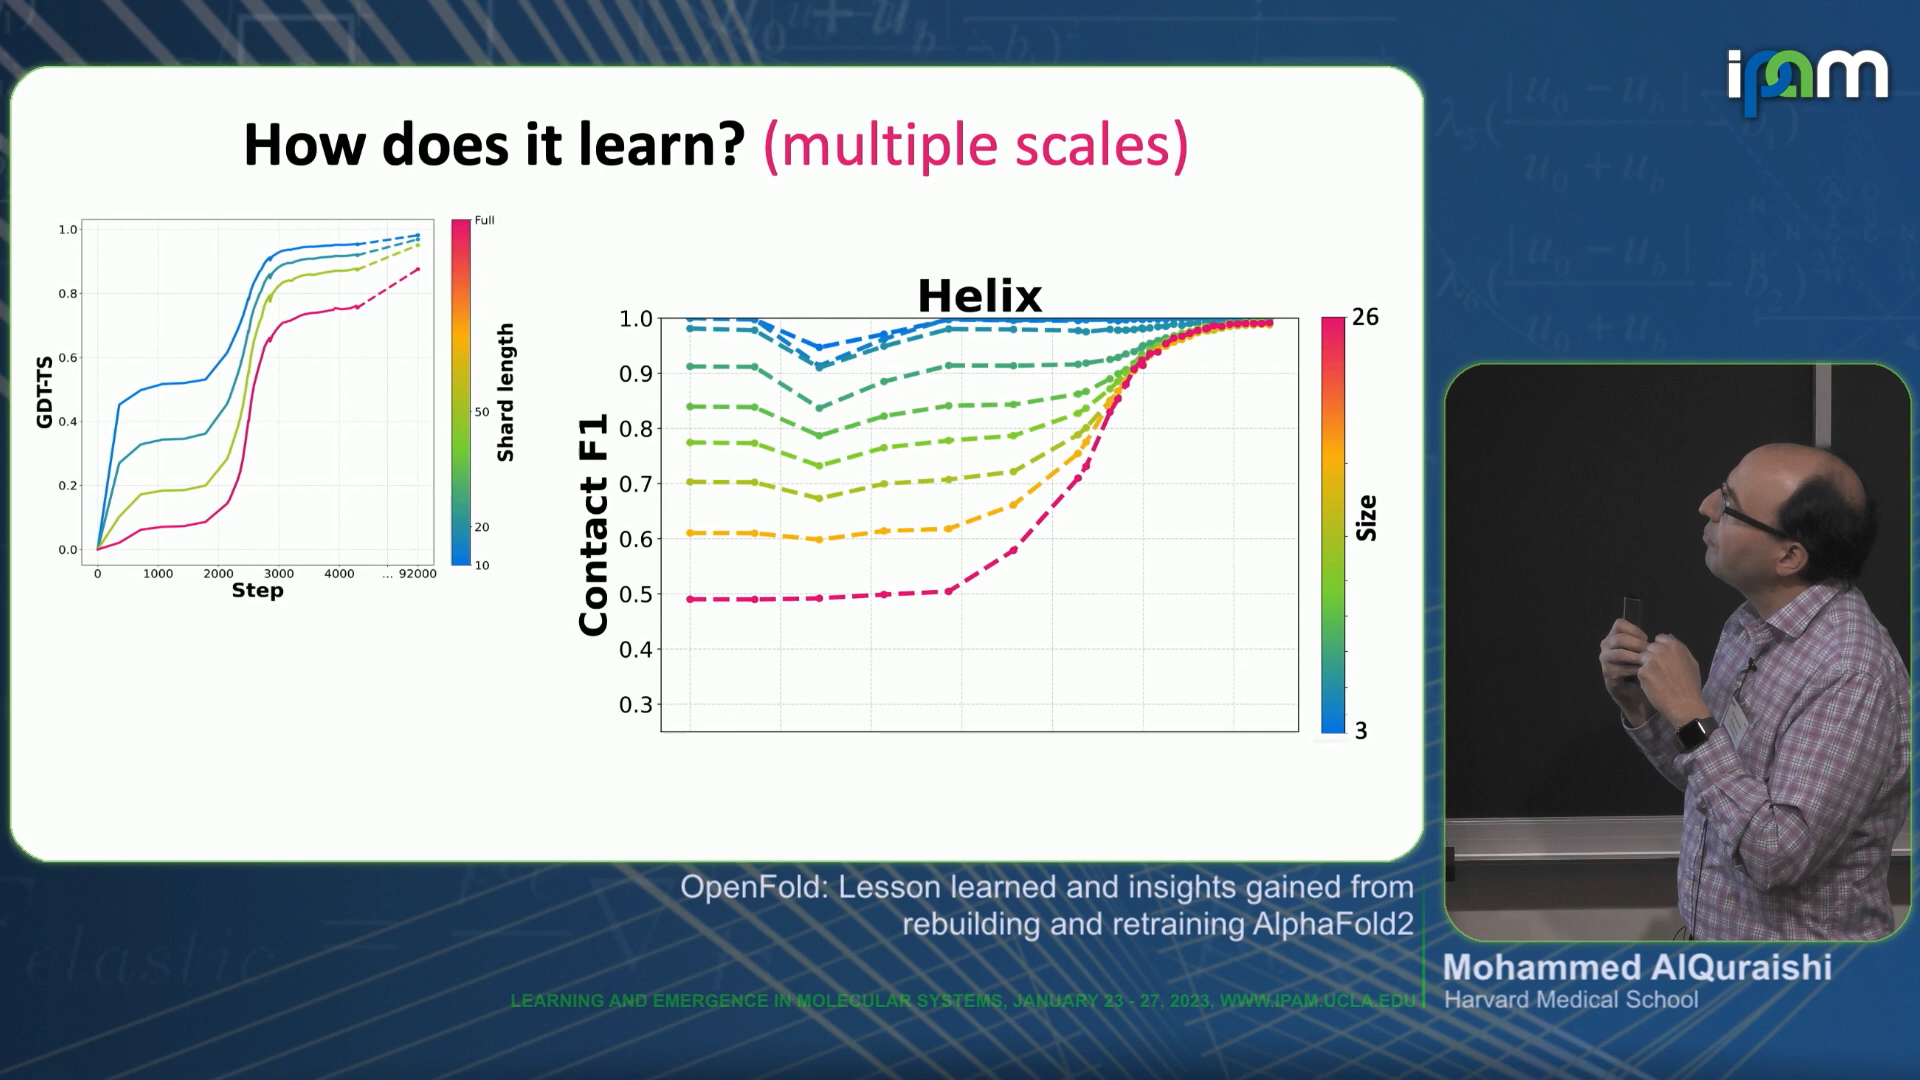 ipam
How does it learn? (multiple scales)
1.0
0.8
0.6
0.4
0.2
0.0
GDT-TS
0
1000
2000
3000
4000
... 92000
Step
Full
50
20
10
Shard length
Helix
1.0
0.9
0.8
0.7
0.6
0.5
0.4
0.3
Contact F1
26
3
Size
OpenFold: Lesson learned and insights gained from
rebuilding and retraining AlphaFold2
LEARNING AND EMERGENCE IN MOLECULAR SYSTEMS, JANUARY 23 - 27, 2023, WWW.IPAM.UCLA.EDU
Mohammed AlQuraishi
Harvard Medical School
elastic